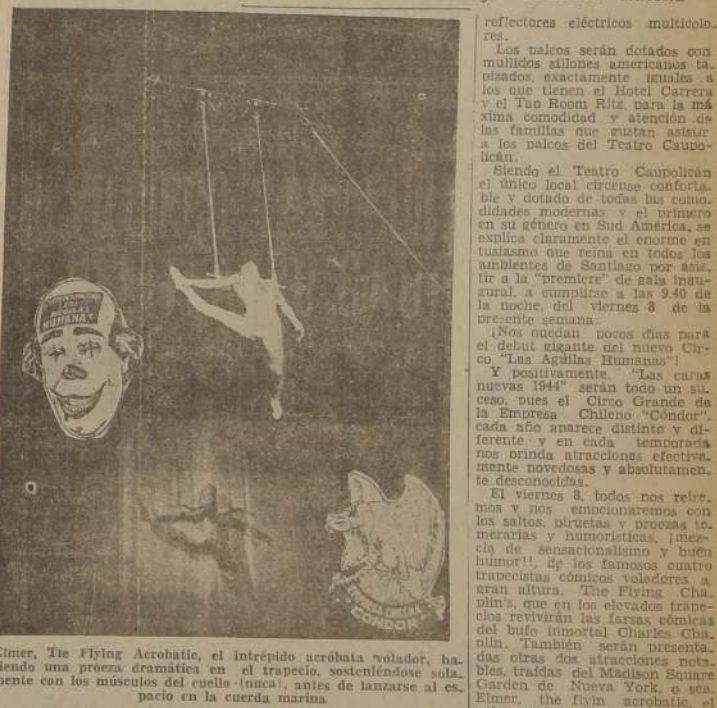 AGUILAS
HUMANAS
CONDOR
Elmer, Tie Flying Acrobatic, el intrépido acróbata volador, ha-
siendo una proeza dramática en el trapecio, sosteniéndose sola-
mente con los músculos del cuello (nuca), antes de lanzarse al es-
pacio en la cuerda marina
reflectores eléctricos multicolo-
res.
Los palcos serán dotados con
mullidos sillones americanos ta-
pizados, exactamente iguales a
los que tienen el Hotel Carrera
y el Tap Room Ritz, para la má
xima comodidad y atención de
las familias que gustan asistir
a los palcos del Teatro Caupo-
licán.
Siendo el Teatro Caupolicán
el único local circense conforta-
ble y dotado de todas las como-
didades modernas, y el primero
en su género en Sud América, se
explica claramente el enorme en
tusiasmo que reina en todos los
ambientes de Santiago por asis-
tir a la "premiere" de gala inau-
gural, a cumplirse a las 9.40 de
la noche, del viernes 8 de la
presente semana.
¡Nos quedan pocos días para
el debut gigante del nuevo Cir-
co "Las Aguilas Humanas"!
Y positivamente, "Las caras
nuevas 1944" serán todo un su-
ceso, pues el Circo Grande de
la Empresa Chileno "Cóndor",
cada año aparece distinto y di-
ferente y en cada temporada
nos brinda atracciones efectiva-
mente novedosas y absolutamen-
te desconocidas.
El viernes 8, todos nos reire-
mos y nos emocionaremos con
los saltos, piruetas y proezas te-
merarias y humorísticas, ¡mez-
cla de sensacionalismo y buen
humor!!, de los famosos cuatro
trapecistas cómicos voladores a
gran altura, The Flying Cha-
plin's, que en los elevados trape-
cios revivirán las farsas cómicas
del bufo inmortal Charles Cha-
plin. También serán presenta-
das otras dos atracciones nota-
bles, traídas del Madison Square
Garden de Nueva York, o sea,
Elmer, the flyin acrobatic, el